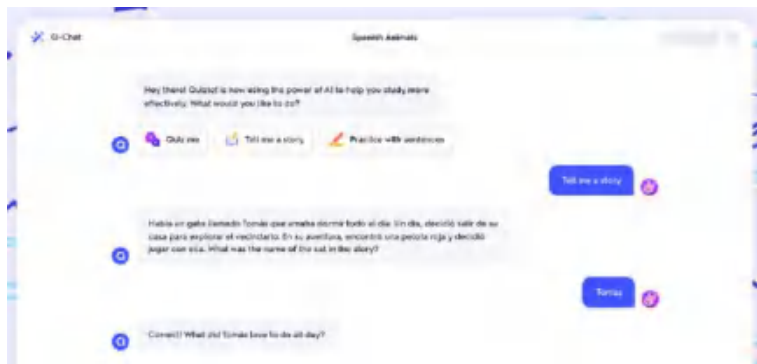 Q-Chat
Spanish Animals
Hey there! Quizlet is now using the power of AI to help you study more
effectively. What would you like to do?
Quiz me
Tell me a story
Practice with sentences
Tell me a story
Había un gato llamado Tomás que amaba dormir todo el día. Un día, decidió salir de su
casa para explorar el vecindario. En su aventura, encontró una pelota roja y decidió
jugar con ella. What was the name of the cat in the story?
Tomás
Correct! What did Tomás love to do all day?